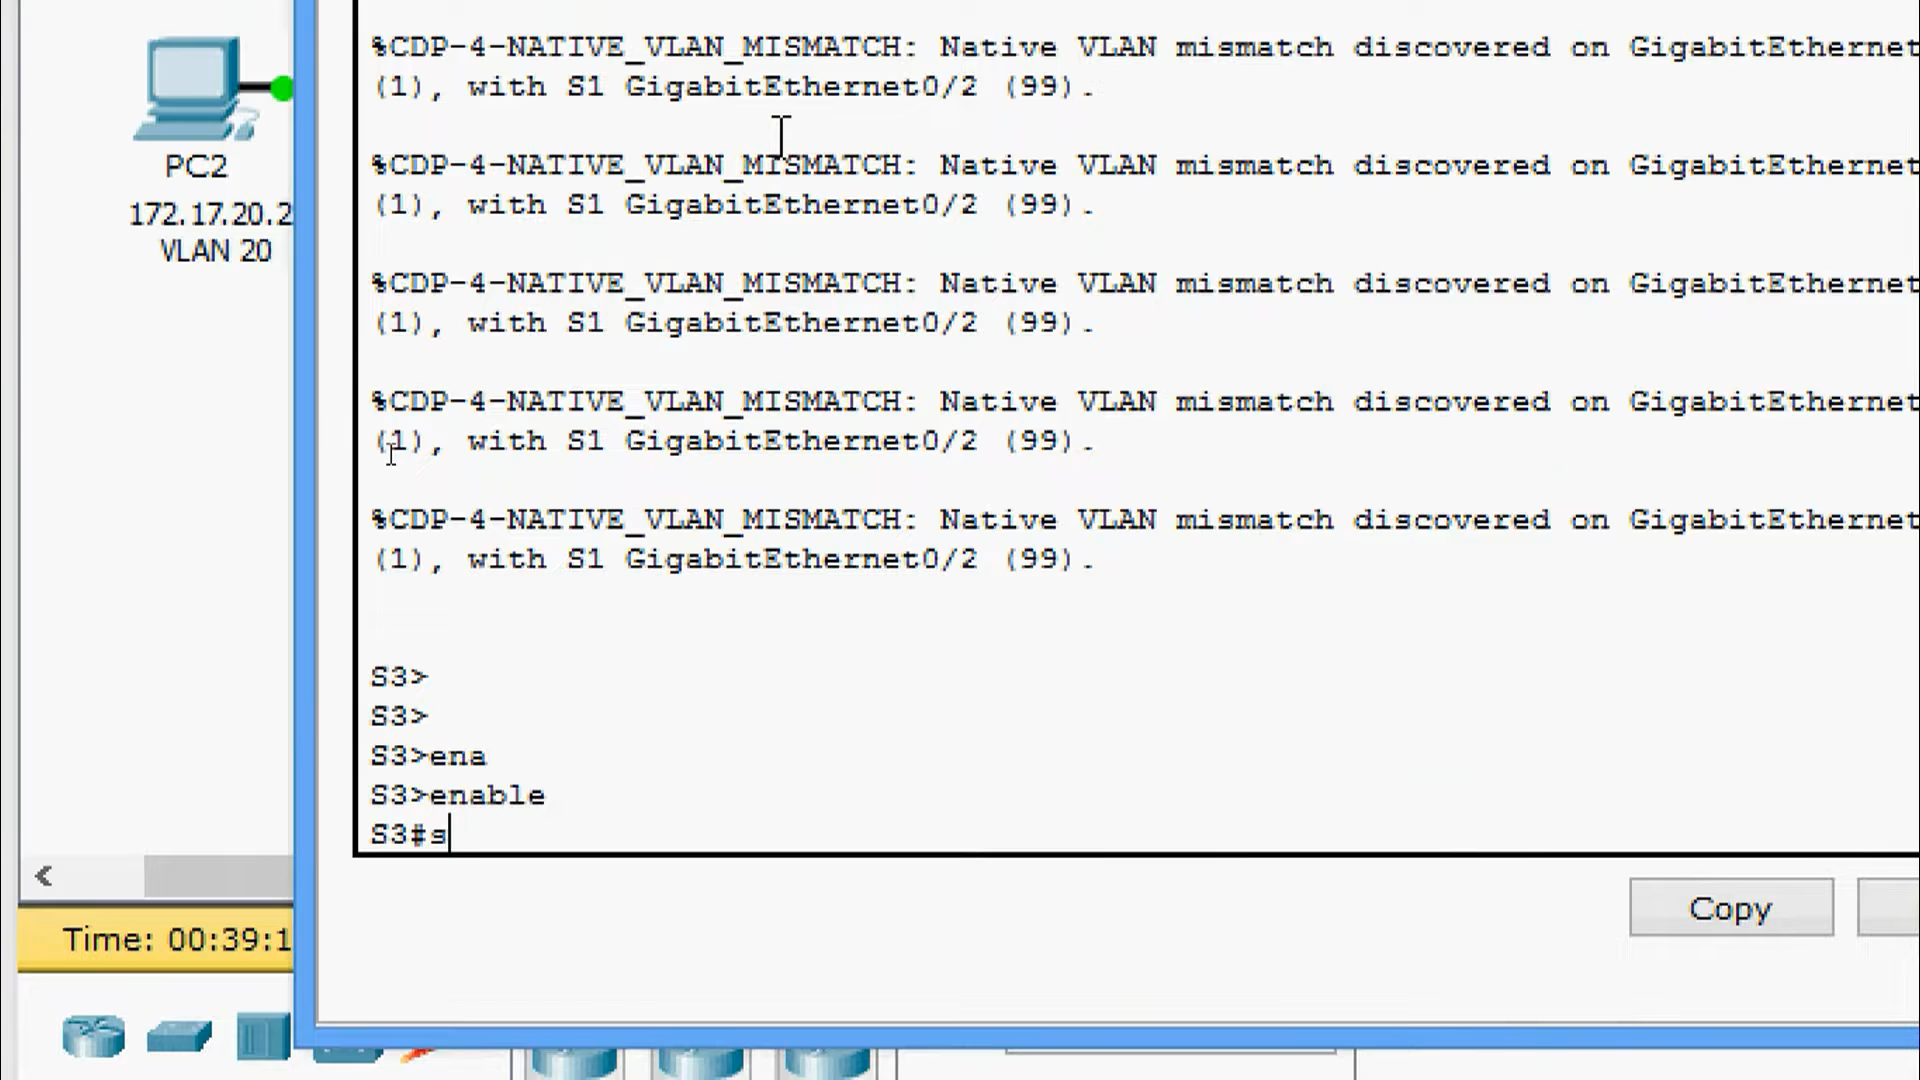 %CDP-4-NATIVE_VLAN_MISMATCH: Native VLAN mismatch discovered on GigabitEthernet
(1), with S1 GigabitEthernet0/2 (99).
%CDP-4-NATIVE_VLAN_MISMATCH: Native VLAN mismatch discovered on GigabitEthernet
(1), with S1 GigabitEthernet0/2 (99).
%CDP-4-NATIVE_VLAN_MISMATCH: Native VLAN mismatch discovered on GigabitEthernet
(1), with S1 GigabitEthernet0/2 (99).
%CDP-4-NATIVE_VLAN_MISMATCH: Native VLAN mismatch discovered on GigabitEthernet
(1), with S1 GigabitEthernet0/2 (99).
%CDP-4-NATIVE_VLAN_MISMATCH: Native VLAN mismatch discovered on GigabitEthernet
(1), with S1 GigabitEthernet0/2 (99).
S3>
S3>
S3>ena
S3>enable
S3#s
PC2
172.17.20.2
VLAN 20
Time: 00:39:1
Copy